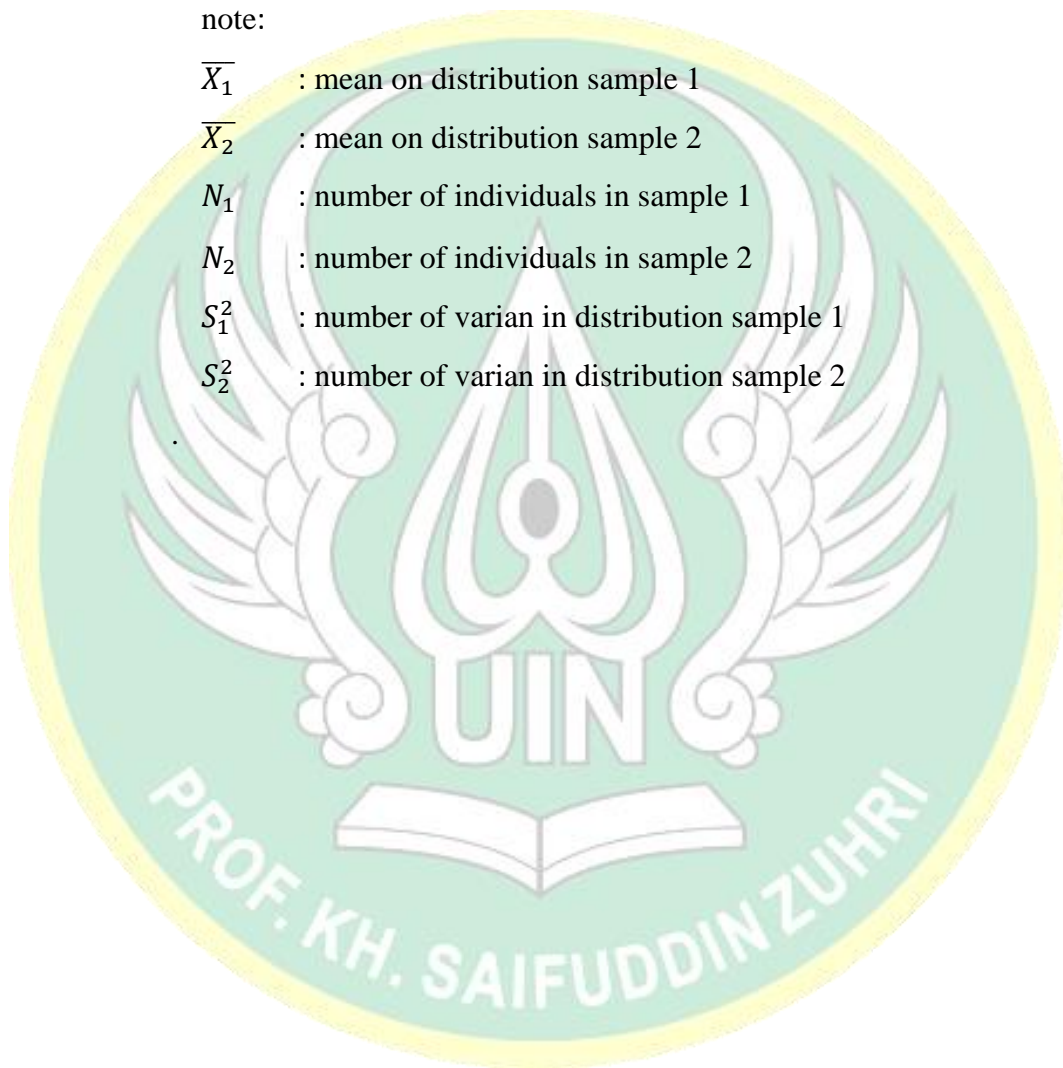 note:
X̅₁ : mean on distribution sample 1
X̅₂ : mean on distribution sample 2
N₁ : number of individuals in sample 1
N₂ : number of individuals in sample 2
S₁² : number of varian in distribution sample 1
S₂² : number of varian in distribution sample 2
.
UIN
PROF. KH. SAIFUDDIN ZUHRI